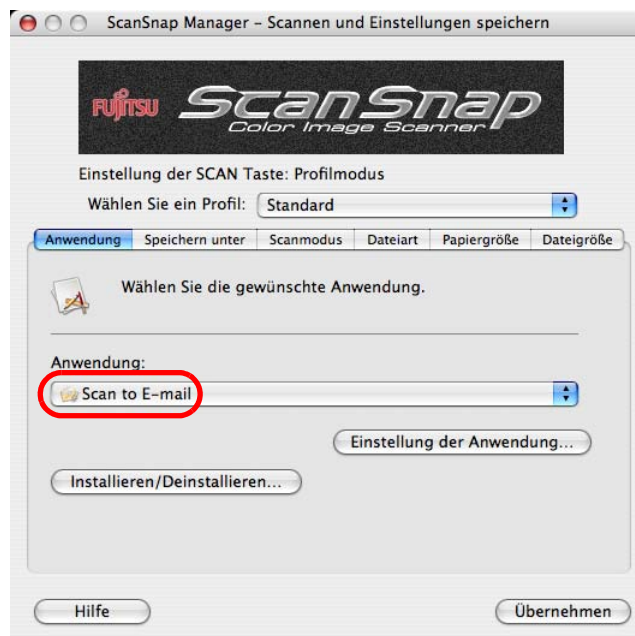 ScanSnap Manager – Scannen und Einstellungen speichern
FUJITSU ScanSnap
Color Image Scanner
Einstellung der SCAN Taste: Profilmodus
Wählen Sie ein Profil: Standard
Anwendung Speichern unter Scanmodus Dateiart Papiergröße Dateigröße
Wählen Sie die gewünschte Anwendung.
Anwendung:
Scan to E-mail
Einstellung der Anwendung...
Installieren/Deinstallieren...
Hilfe Übernehmen